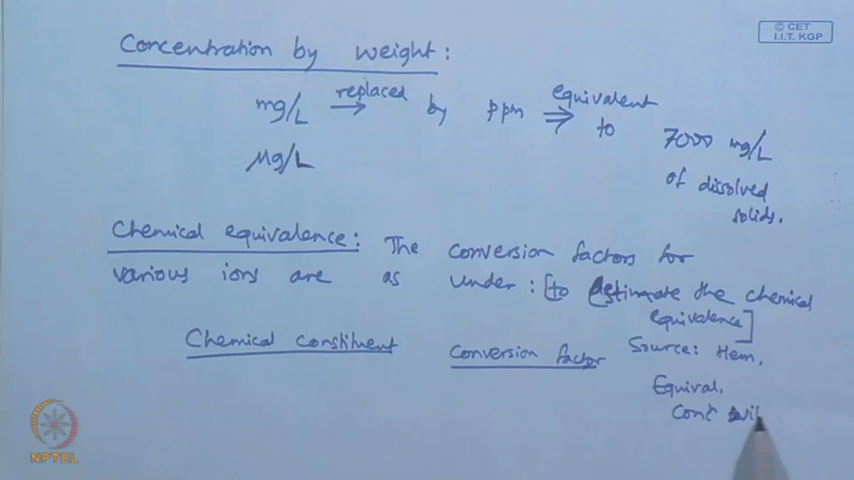 © CET
I.I.T. KGP
Concentration by weight:
mg/L replaced by ppm equivalent to 7000 mg/L
μg/L
of dissolved
solids.
Chemical equivalence: The conversion factors for
various ions are as under: [to estimate the chemical
equivalence]
Chemical constituent Conversion factor Source: Hem,
Equival.
Conc
NPTEL